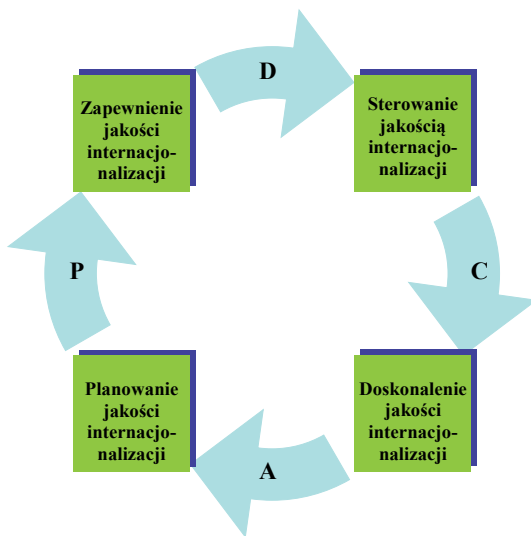 D
Zapewnienie
jakości
internacjo-
nalizacji
Sterowanie
jakością
internacjo-
nalizacji
P
C
Planowanie
jakości
internacjo-
nalizacji
Doskonalenie
jakości
internacjo-
nalizacji
A